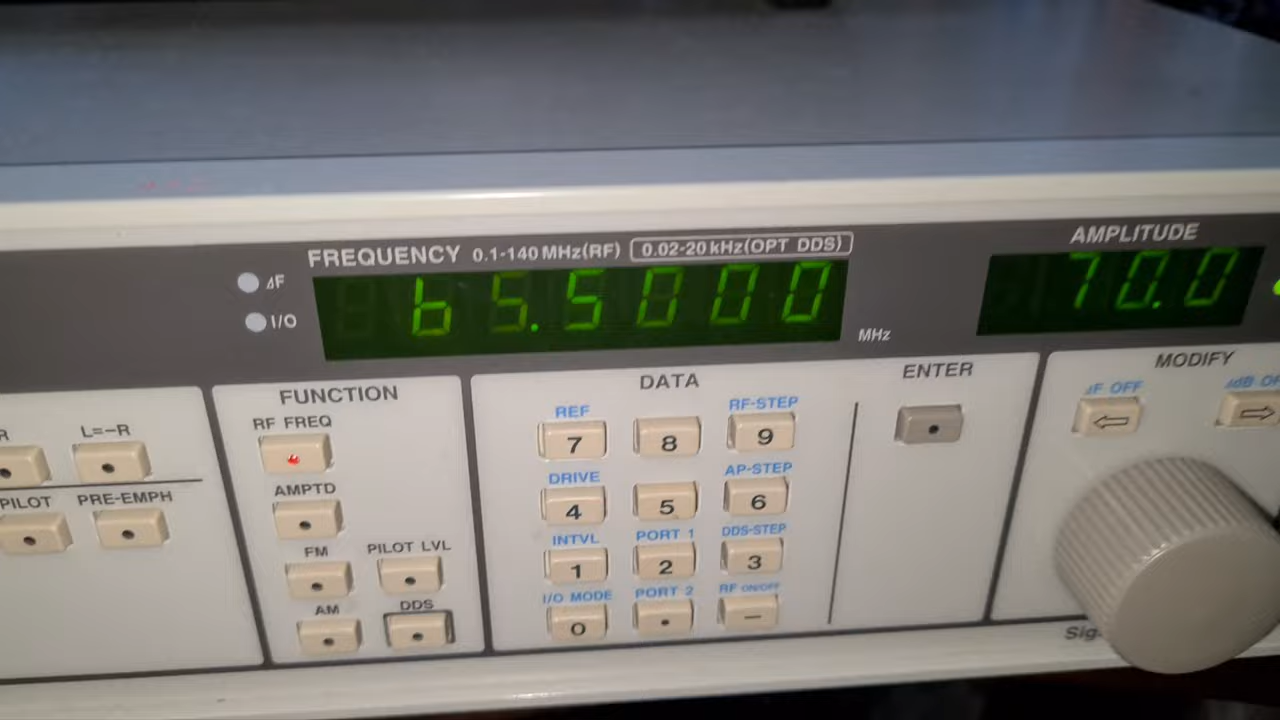 FREQUENCY 0.1-140 MHz(RF) 0.02-20 kHz(OPT DDS)
AMPLITUDE
ΔF
I/O
65.5000
MHz
70.0
FUNCTION
RF FREQ
AMPTD
FM
PILOT LVL
AM
DDS
R
L=-R
PILOT
PRE-EMPH
DATA
REF
RF-STEP
7 8 9
DRIVE
AP-STEP
4 5 6
INTVL
PORT 1
DDS-STEP
1 2 3
I/O MODE
PORT 2
RF ON/OFF
0 • –
ENTER
MODIFY
ΔF OFF
ΔdB OF
Sig